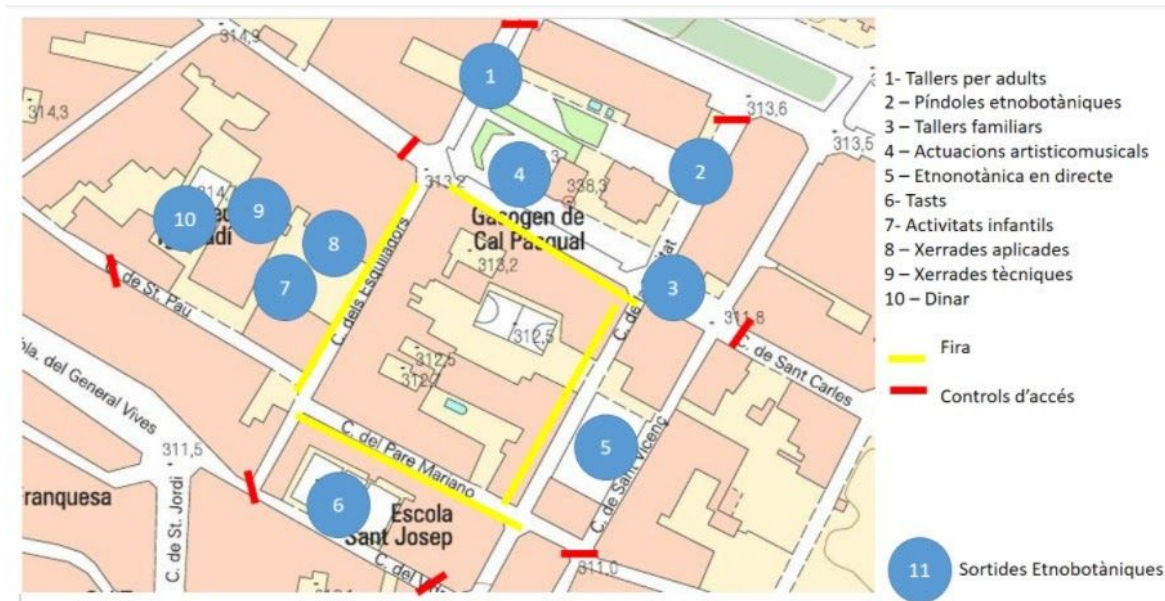 314,9
1
313,6
313,5
314,3
2
313,2
4
338,3
10
9
8
Gasogen de
Cal Pasqual
313,2
7
C. dels Esquiladors
3
C. de St. Pau
311,8
312,5
C. de Sant Carles
312,5
del General Vives
C. del Pare Mariano
5
C. de Sant Vicenç
311,5
C. de St. Jordi
6
Escola
Sant Josep
311,0
1- Tallers per adults
2 – Píndoles etnobotàniques
3 – Tallers familiars
4 – Actuacions artisticomusicals
5 – Etnonotànica en directe
6- Tasts
7- Activitats infantils
8 – Xerrades aplicades
9 – Xerrades tècniques
10 – Dinar
Fira
Controls d'accés
11 Sortides Etnobotàniques